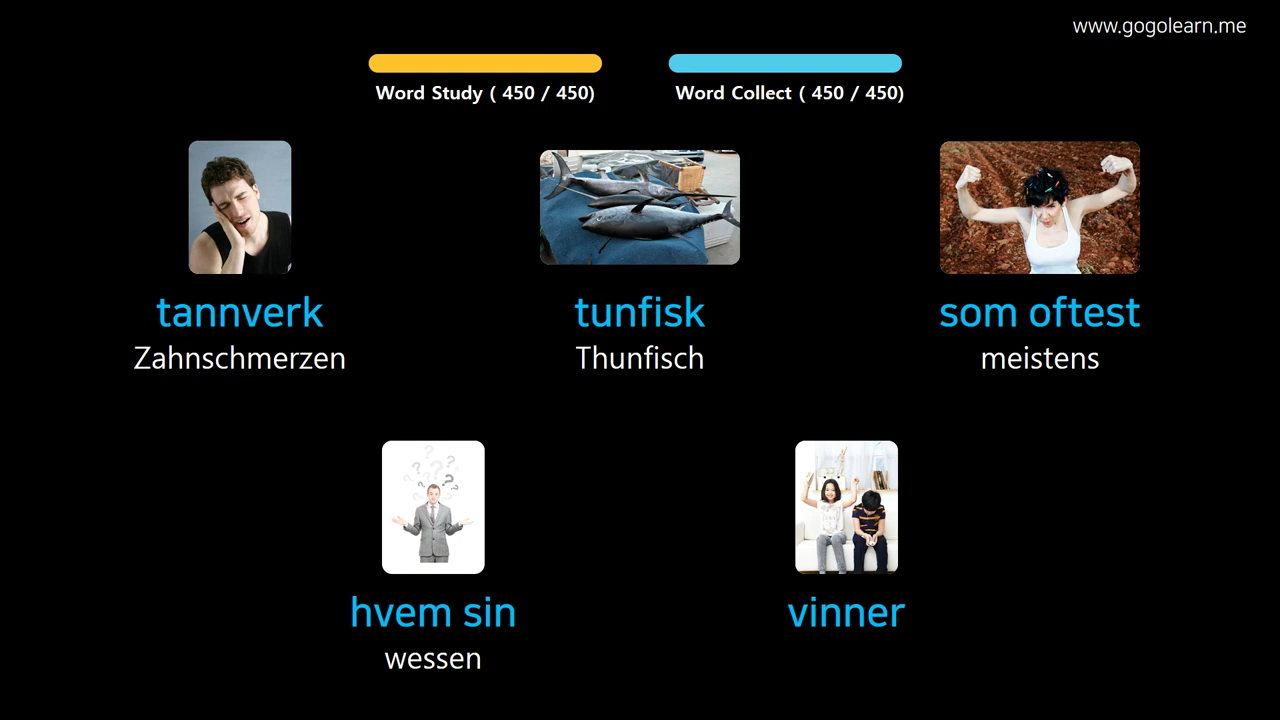 www.gogolearn.me
Word Study ( 450 / 450)
Word Collect ( 450 / 450)
tannverk
Zahnschmerzen
tunfisk
Thunfisch
som oftest
meistens
hvem sin
wessen
vinner